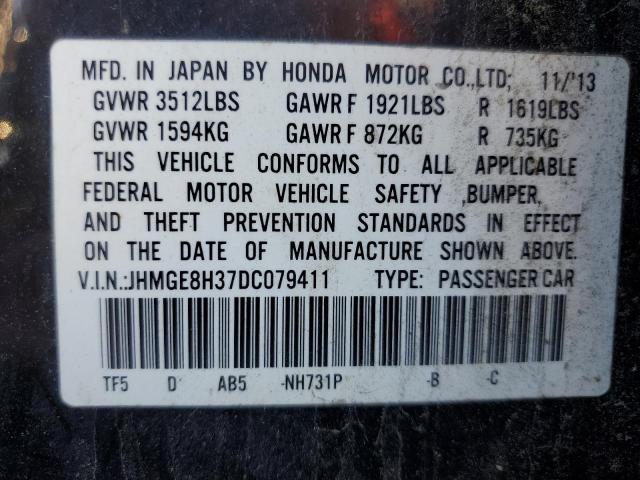 MFD. IN JAPAN BY HONDA MOTOR CO.,LTD; 11/'13
GVWR 3512LBS GAWR F 1921LBS R 1619LBS
GVWR 1594KG GAWR F 872KG R 735KG
THIS VEHICLE CONFORMS TO ALL APPLICABLE
FEDERAL MOTOR VEHICLE SAFETY ,BUMPER,
AND THEFT PREVENTION STANDARDS IN EFFECT
ON THE DATE OF MANUFACTURE SHOWN ABOVE.
V.I.N.:JHMGE8H37DC079411 TYPE: PASSENGER CAR
TF5 D AB5 -NH731P -B -C